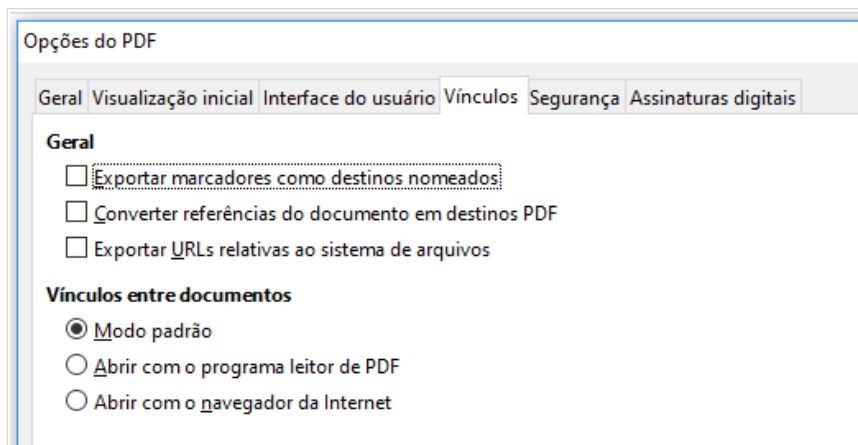 Opções do PDF
Geral Visualização inicial Interface do usuário Vínculos Segurança Assinaturas digitais
Geral
Exportar marcadores como destinos nomeados
Converter referências do documento em destinos PDF
Exportar URLs relativas ao sistema de arquivos
Vínculos entre documentos
Modo padrão
Abrir com o programa leitor de PDF
Abrir com o navegador da Internet